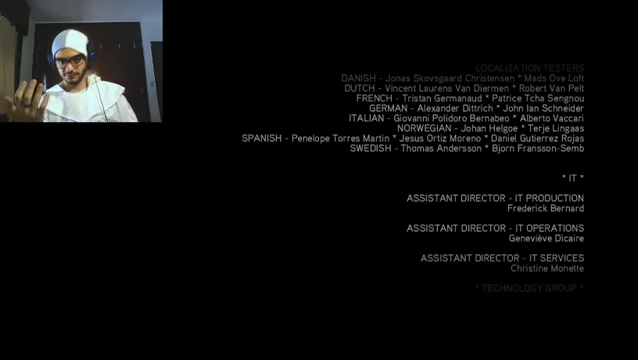 LOCALIZATION TESTERS
DANISH - Jonas Skovsgaard Christensen * Mads Ove Loft
DUTCH - Vincent Laurens Van Diermen * Robert Van Pelt
FRENCH - Tristan Germanaud * Patrice Tcha Sengnou
GERMAN - Alexander Dittrich * John Ian Schneider
ITALIAN - Giovanni Polidoro Bernabeo * Alberto Vaccari
NORWEGIAN - Johan Helgoe * Terje Lingaas
SPANISH - Penelope Torres Martin * Jesus Ortiz Moreno * Daniel Gutierrez Rojas
SWEDISH - Thomas Andersson * Bjorn Fransson-Semb
* IT *
ASSISTANT DIRECTOR - IT PRODUCTION
Frederick Bernard
ASSISTANT DIRECTOR - IT OPERATIONS
Geneviève Dicaire
ASSISTANT DIRECTOR - IT SERVICES
Christine Monette
* TECHNOLOGY GROUP *